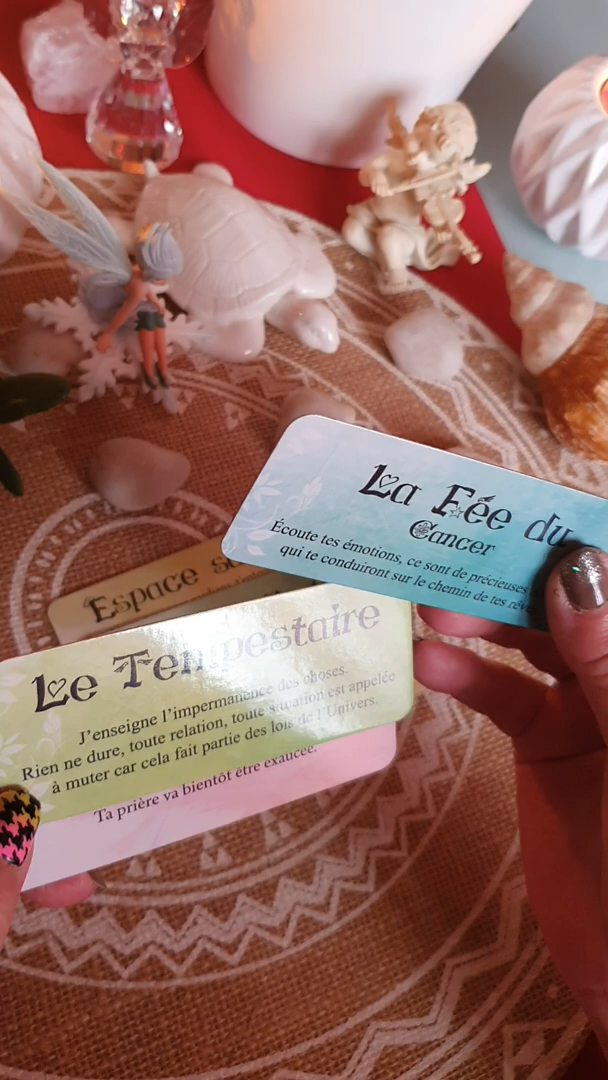 La Fée du
Cancer
Écoute tes émotions, ce sont de précieuses
qui te conduiront sur le chemin de tes
Espace
Le Tempestaire
J'enseigne l'impermanence des choses.
Rien ne dure, toute relation, toute situation est appelée
à muter car cela fait partie des lois de l'Univers.
Ta prière va bientôt être exaucée.